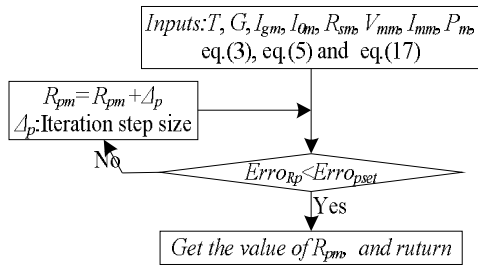 Inputs:T, G, Igm, I0m, Rsm, Vmm, Imm, Pm,
eq.(3), eq.(5) and eq.(17)
Rpm=Rpm+Δp
Δp:Iteration step size
No
ErroRp<Erropset
Yes
Get the value of Rpm, and ruturn